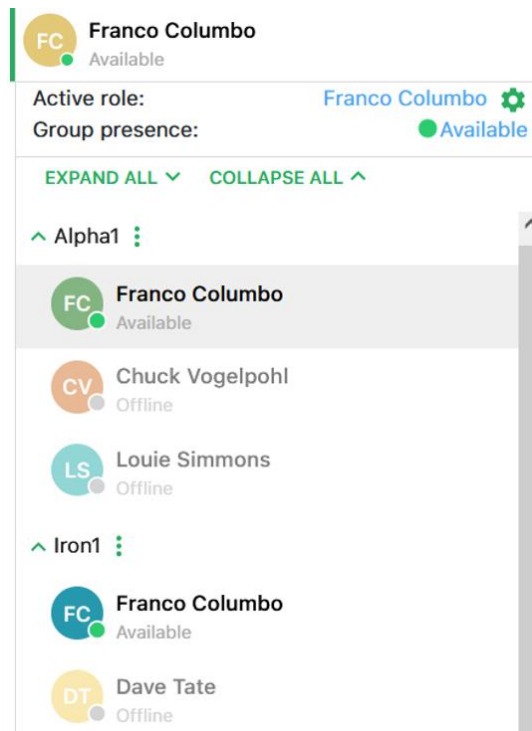 FC Franco Columbo
Available
Active role: Franco Columbo
Group presence: Available
EXPAND ALL COLLAPSE ALL
Alpha1
FC Franco Columbo
Available
CV Chuck Vogelpohl
Offline
LS Louie Simmons
Offline
Iron1
FC Franco Columbo
Available
DT Dave Tate
Offline